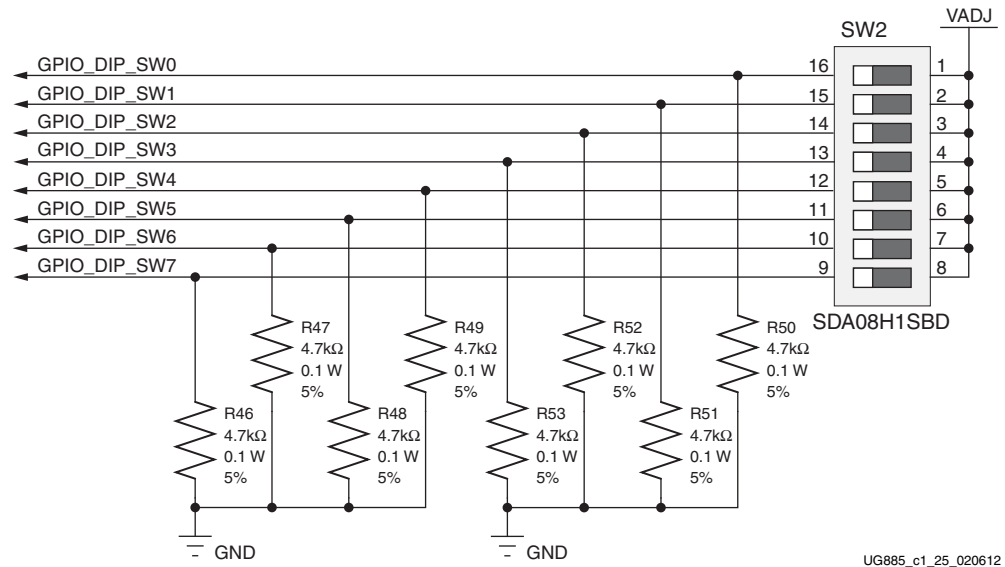 VADJ
SW2
GPIO_DIP_SW0 16 1
GPIO_DIP_SW1 15 2
GPIO_DIP_SW2 14 3
GPIO_DIP_SW3 13 4
GPIO_DIP_SW4 12 5
GPIO_DIP_SW5 11 6
GPIO_DIP_SW6 10 7
GPIO_DIP_SW7 9 8
SDA08H1SBD
R47
4.7kΩ
0.1 W
5%
R49
4.7kΩ
0.1 W
5%
R52
4.7kΩ
0.1 W
5%
R50
4.7kΩ
0.1 W
5%
R46
4.7kΩ
0.1 W
5%
R48
4.7kΩ
0.1 W
5%
R53
4.7kΩ
0.1 W
5%
R51
4.7kΩ
0.1 W
5%
GND
GND
UG885_c1_25_020612